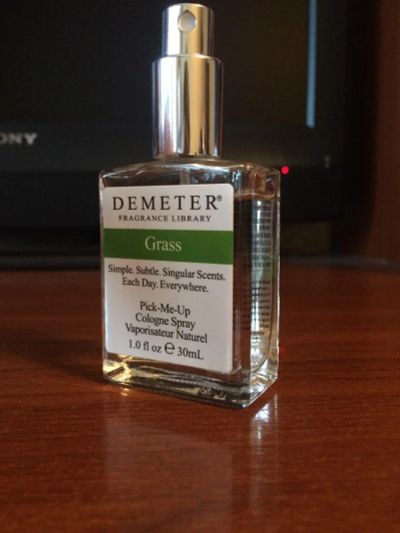 ONY
DEMETER®
FRAGRANCE LIBRARY
Grass
Simple. Subtle. Singular Scents.
Each Day. Everywhere.
Pick-Me-Up
Cologne Spray
Vaporisateur Naturel
1.0 fl oz ℮ 30mL